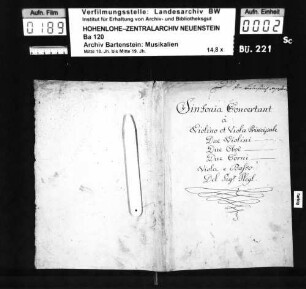 Aufn. Film
0189
Verfilmungsstelle: Landesarchiv BW
Institut für Erhaltung von Archiv- und Bibliotheksgut
HOHENLOHE-ZENTRALARCHIV NEUENSTEIN
Ba 120
Archiv Bartenstein: Musikalien
Mitte 18. Jh. bis Mitte 19. Jh.
14,8 x
Aufn. Einheit
0002
Bü. 221
Sc
Sinfonia Concertant
à
Violino et Viola
Due Violini
Due Oboe
Due Corni
Viola e Basso
Del Sigr